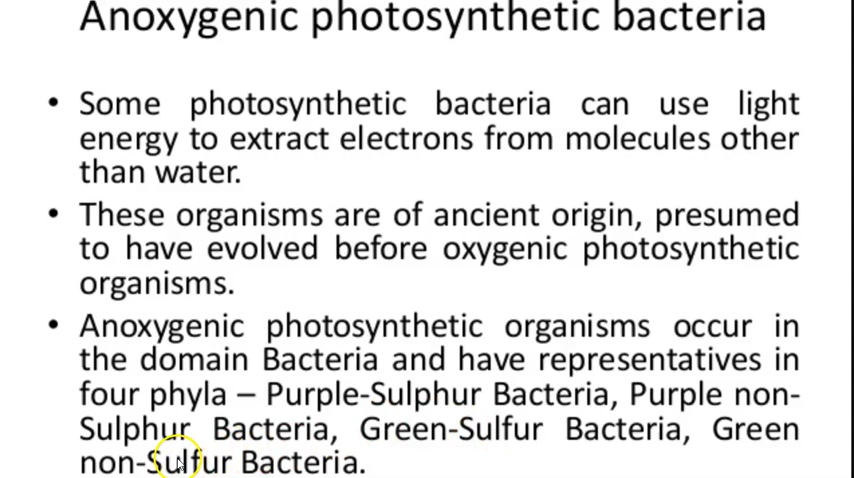 Anoxygenic photosynthetic bacteria
• Some photosynthetic bacteria can use light
energy to extract electrons from molecules other
than water.
• These organisms are of ancient origin, presumed
to have evolved before oxygenic photosynthetic
organisms.
• Anoxygenic photosynthetic organisms occur in
the domain Bacteria and have representatives in
four phyla – Purple-Sulphur Bacteria, Purple non-
Sulphur Bacteria, Green-Sulfur Bacteria, Green
non-Sulfur Bacteria.